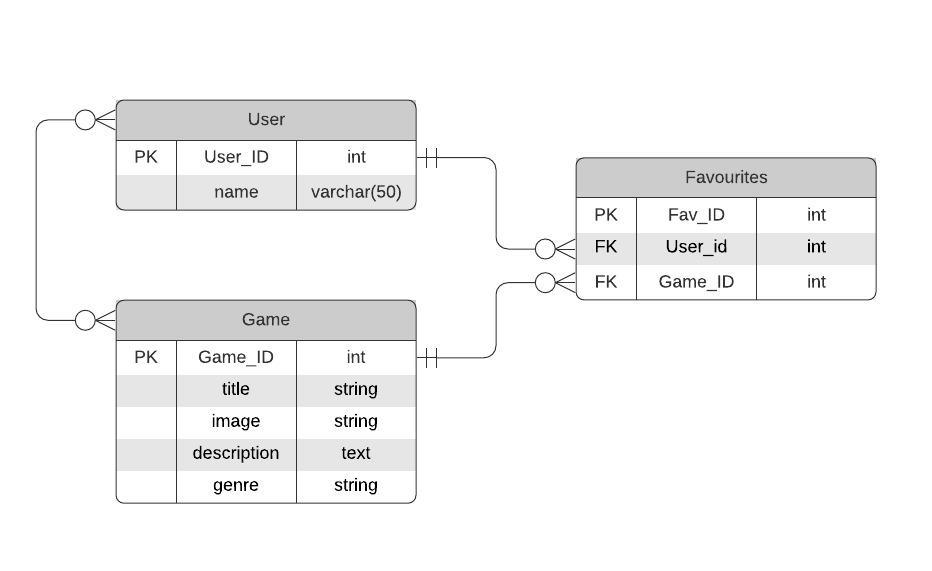 User
PK User_ID int
name varchar(50)
Favourites
PK Fav_ID int
FK User_id int
FK Game_ID int
Game
PK Game_ID int
title string
image string
description text
genre string